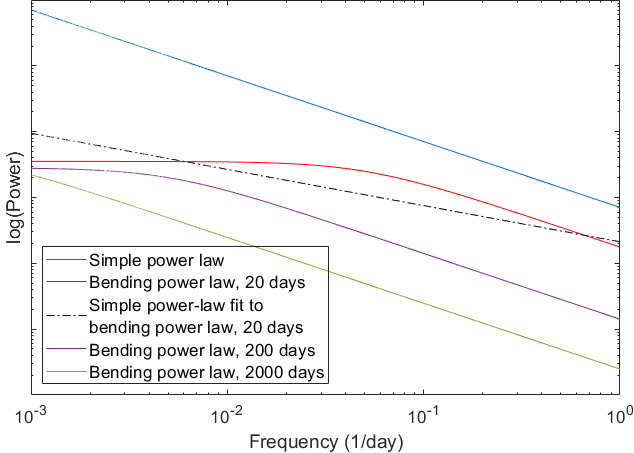 log(Power)
Simple power law
Bending power law, 20 days
Simple power-law fit to
bending power law, 20 days
Bending power law, 200 days
Bending power law, 2000 days
10⁻³ 10⁻² 10⁻¹ 10⁰
Frequency (1/day)